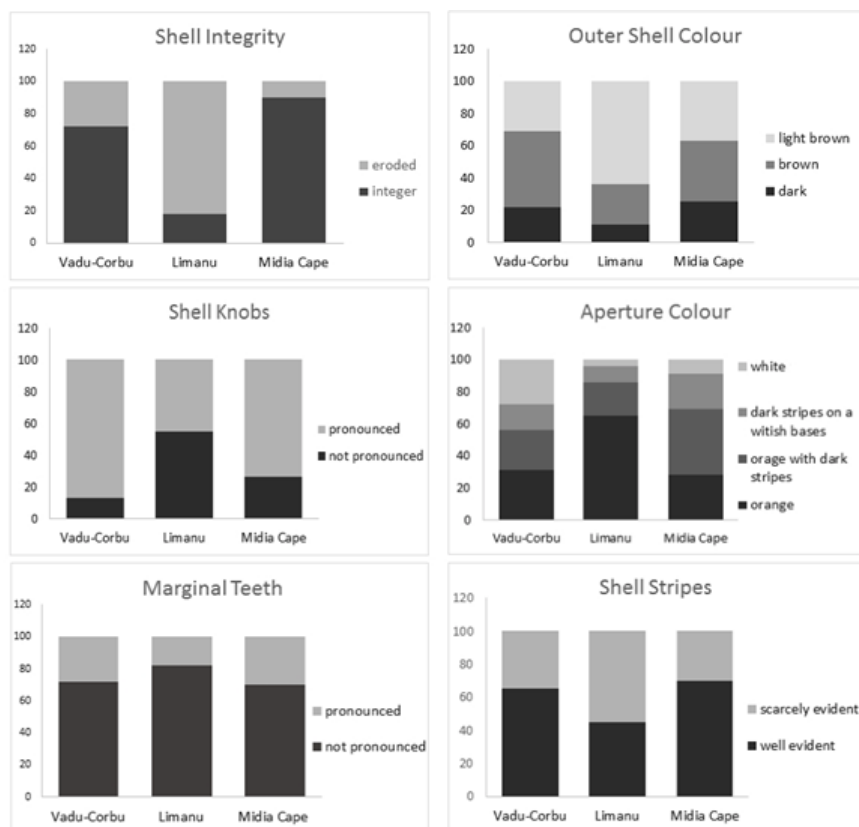 Shell Integrity
120
100
80
60
40
20
0
Vadu-Corbu Limanu Midia Cape
eroded
integer
Outer Shell Colour
120
100
80
60
40
20
0
Vadu-Corbu Limanu Midia Cape
light brown
brown
dark
Shell Knobs
120
100
80
60
40
20
0
Vadu-Corbu Limanu Midia Cape
pronounced
not pronounced
Aperture Colour
120
100
80
60
40
20
0
Vadu-Corbu Limanu Midia Cape
white
dark stripes on a
witish bases
orage with dark
stripes
orange
Marginal Teeth
120
100
80
60
40
20
0
Vadu-Corbu Limanu Midia Cape
pronounced
not pronounced
Shell Stripes
120
100
80
60
40
20
0
Vadu-Corbu Limanu Midia Cape
scarcely evident
well evident